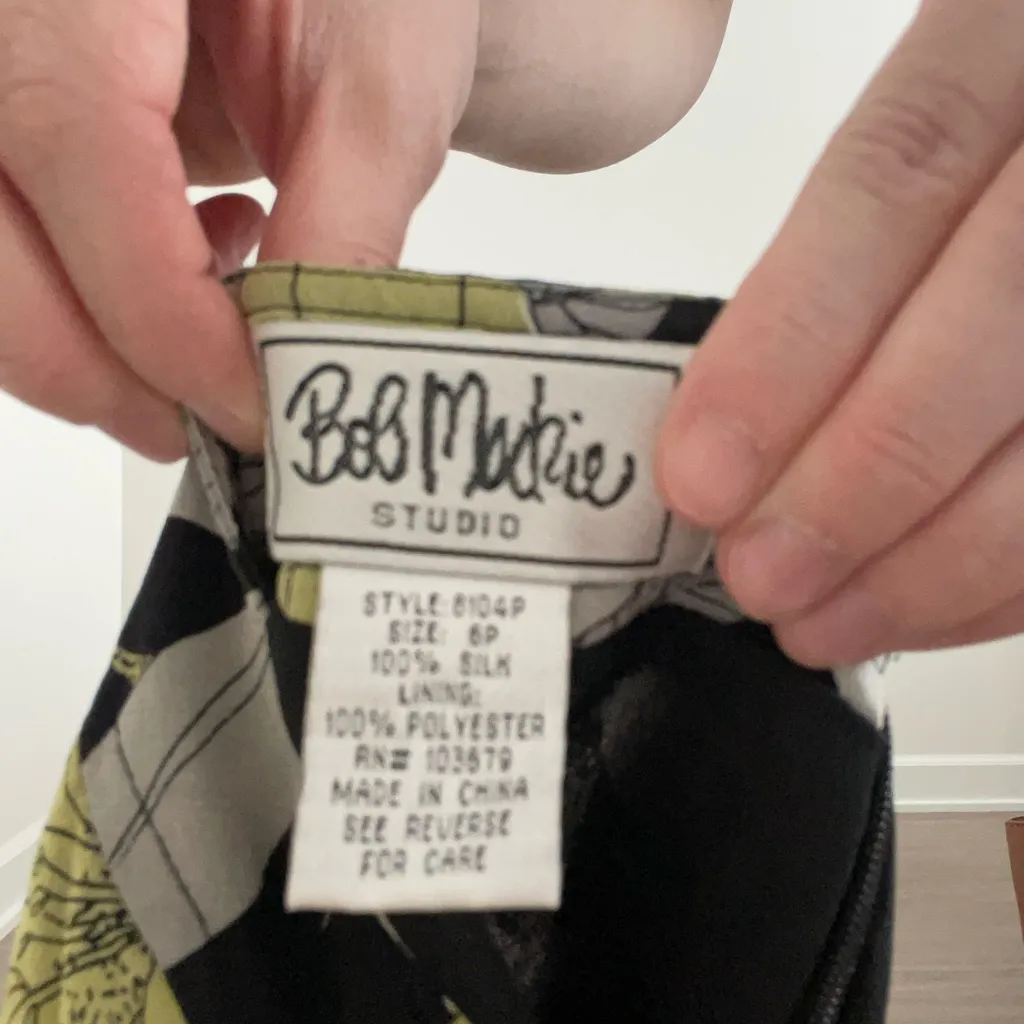 Bob Mackie
STUDIO
STYLE: 8104P
SIZE: 6P
100% SILK
LINING:
100% POLYESTER
RN# 103679
MADE IN CHINA
SEE REVERSE
FOR CARE